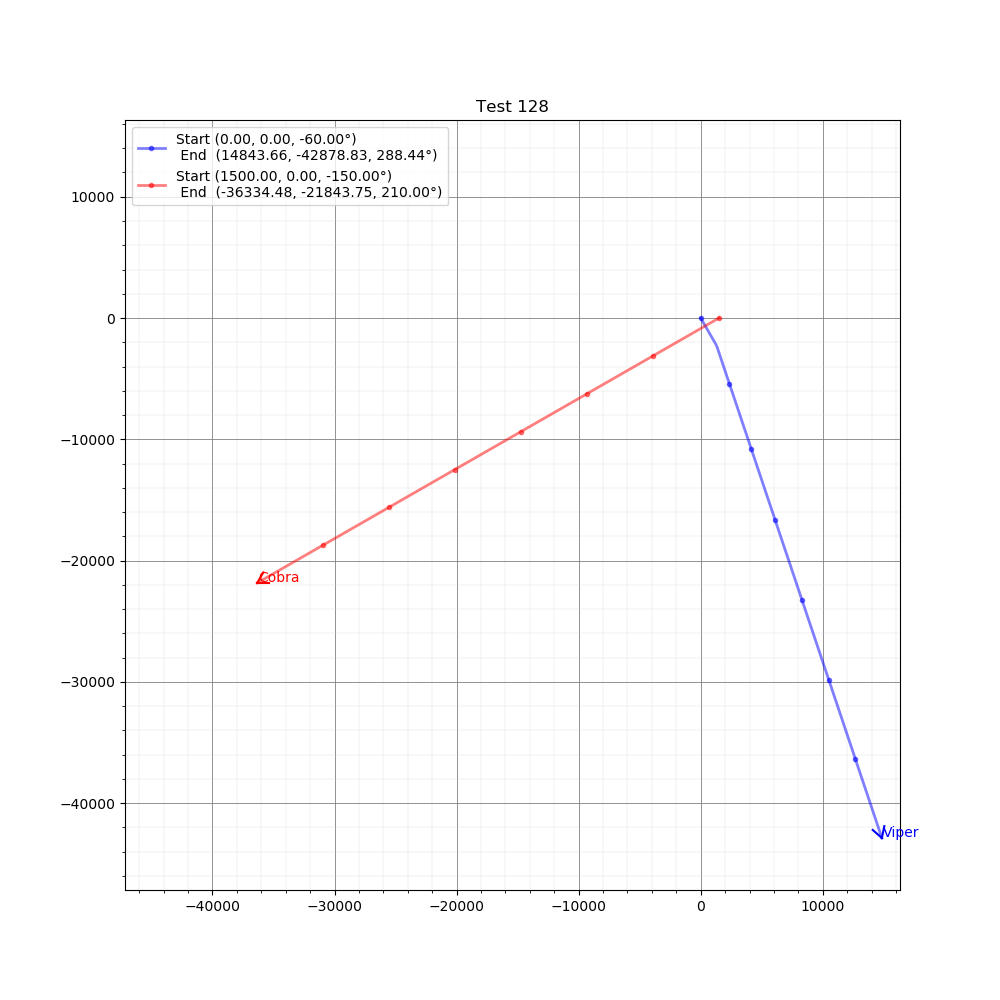 Test 128
Start (0.00, 0.00, -60.00°)
End (14843.66, -42878.83, 288.44°)
Start (1500.00, 0.00, -150.00°)
End (-36334.48, -21843.75, 210.00°)
10000
0
−10000
−20000
−30000
−40000
Cobra
Viper
−40000
−30000
−20000
−10000
0
10000